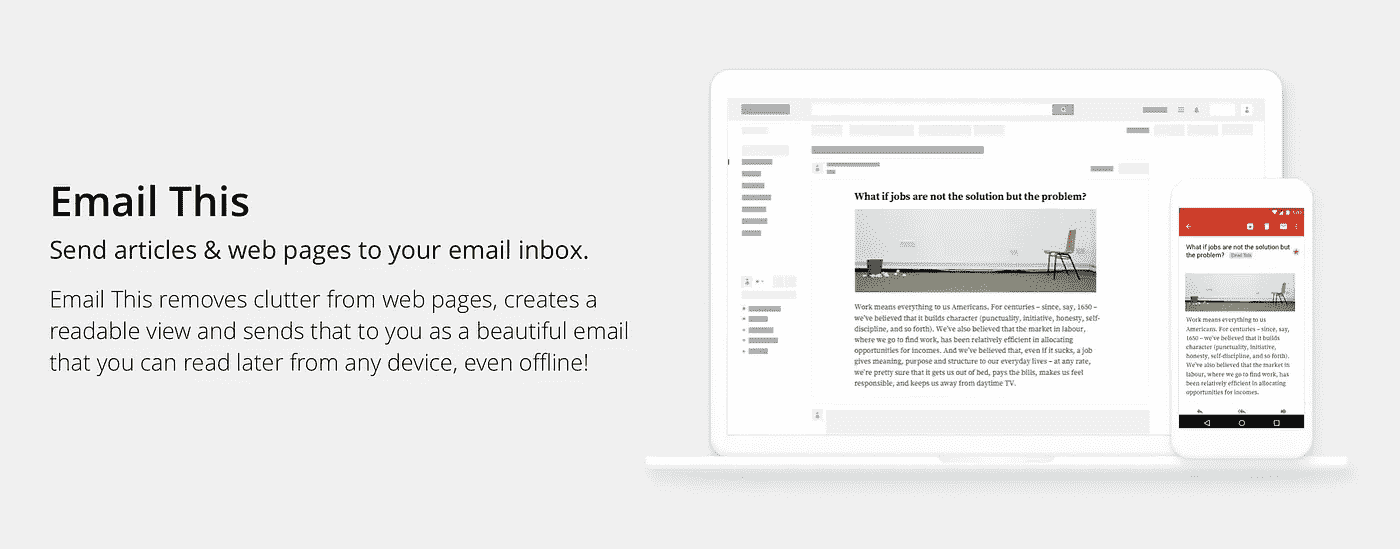 Email This
Send articles & web pages to your email inbox.
Email This removes clutter from web pages, creates a
readable view and sends that to you as a beautiful email
that you can read later from any device, even offline!
What if jobs are not the solution but the problem?
Work means everything to us Americans. For centuries – since, say, 1650 –
we've believed that it builds character (punctuality, initiative, honesty, self-
discipline, and so forth). We've also believed that the market in labour,
where we go to find work, has been relatively efficient in allocating
opportunities for incomes. And we've believed, that, even if it sucks, a job
gives meaning, purpose and structure to our everyday lives – at any rate,
we're pretty sure that it gets us out of bed, pays the bills, makes us feel
responsible, and keeps us away from daytime TV.
What if jobs are not the solution but
the problem?
Work means everything to us
Americans. For centuries – since, say,
1650 – we've believed that it builds
character (punctuality, initiative,
honesty, self-discipline, and so forth).
We've also believed that the market in
labour, where we go to find work, has
been relatively efficient in allocating
opportunities for incomes.